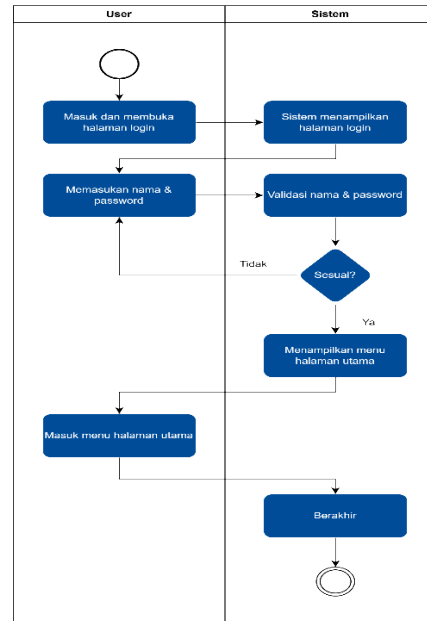 User
Sistem
Masuk dan membuka
halaman login
Sistem menampilkan
halaman login
Memasukan nama &
password
Validasi nama & password
Tidak
Sesuai?
Ya
Menampilkan menu
halaman utama
Masuk menu halaman utama
Berakhir